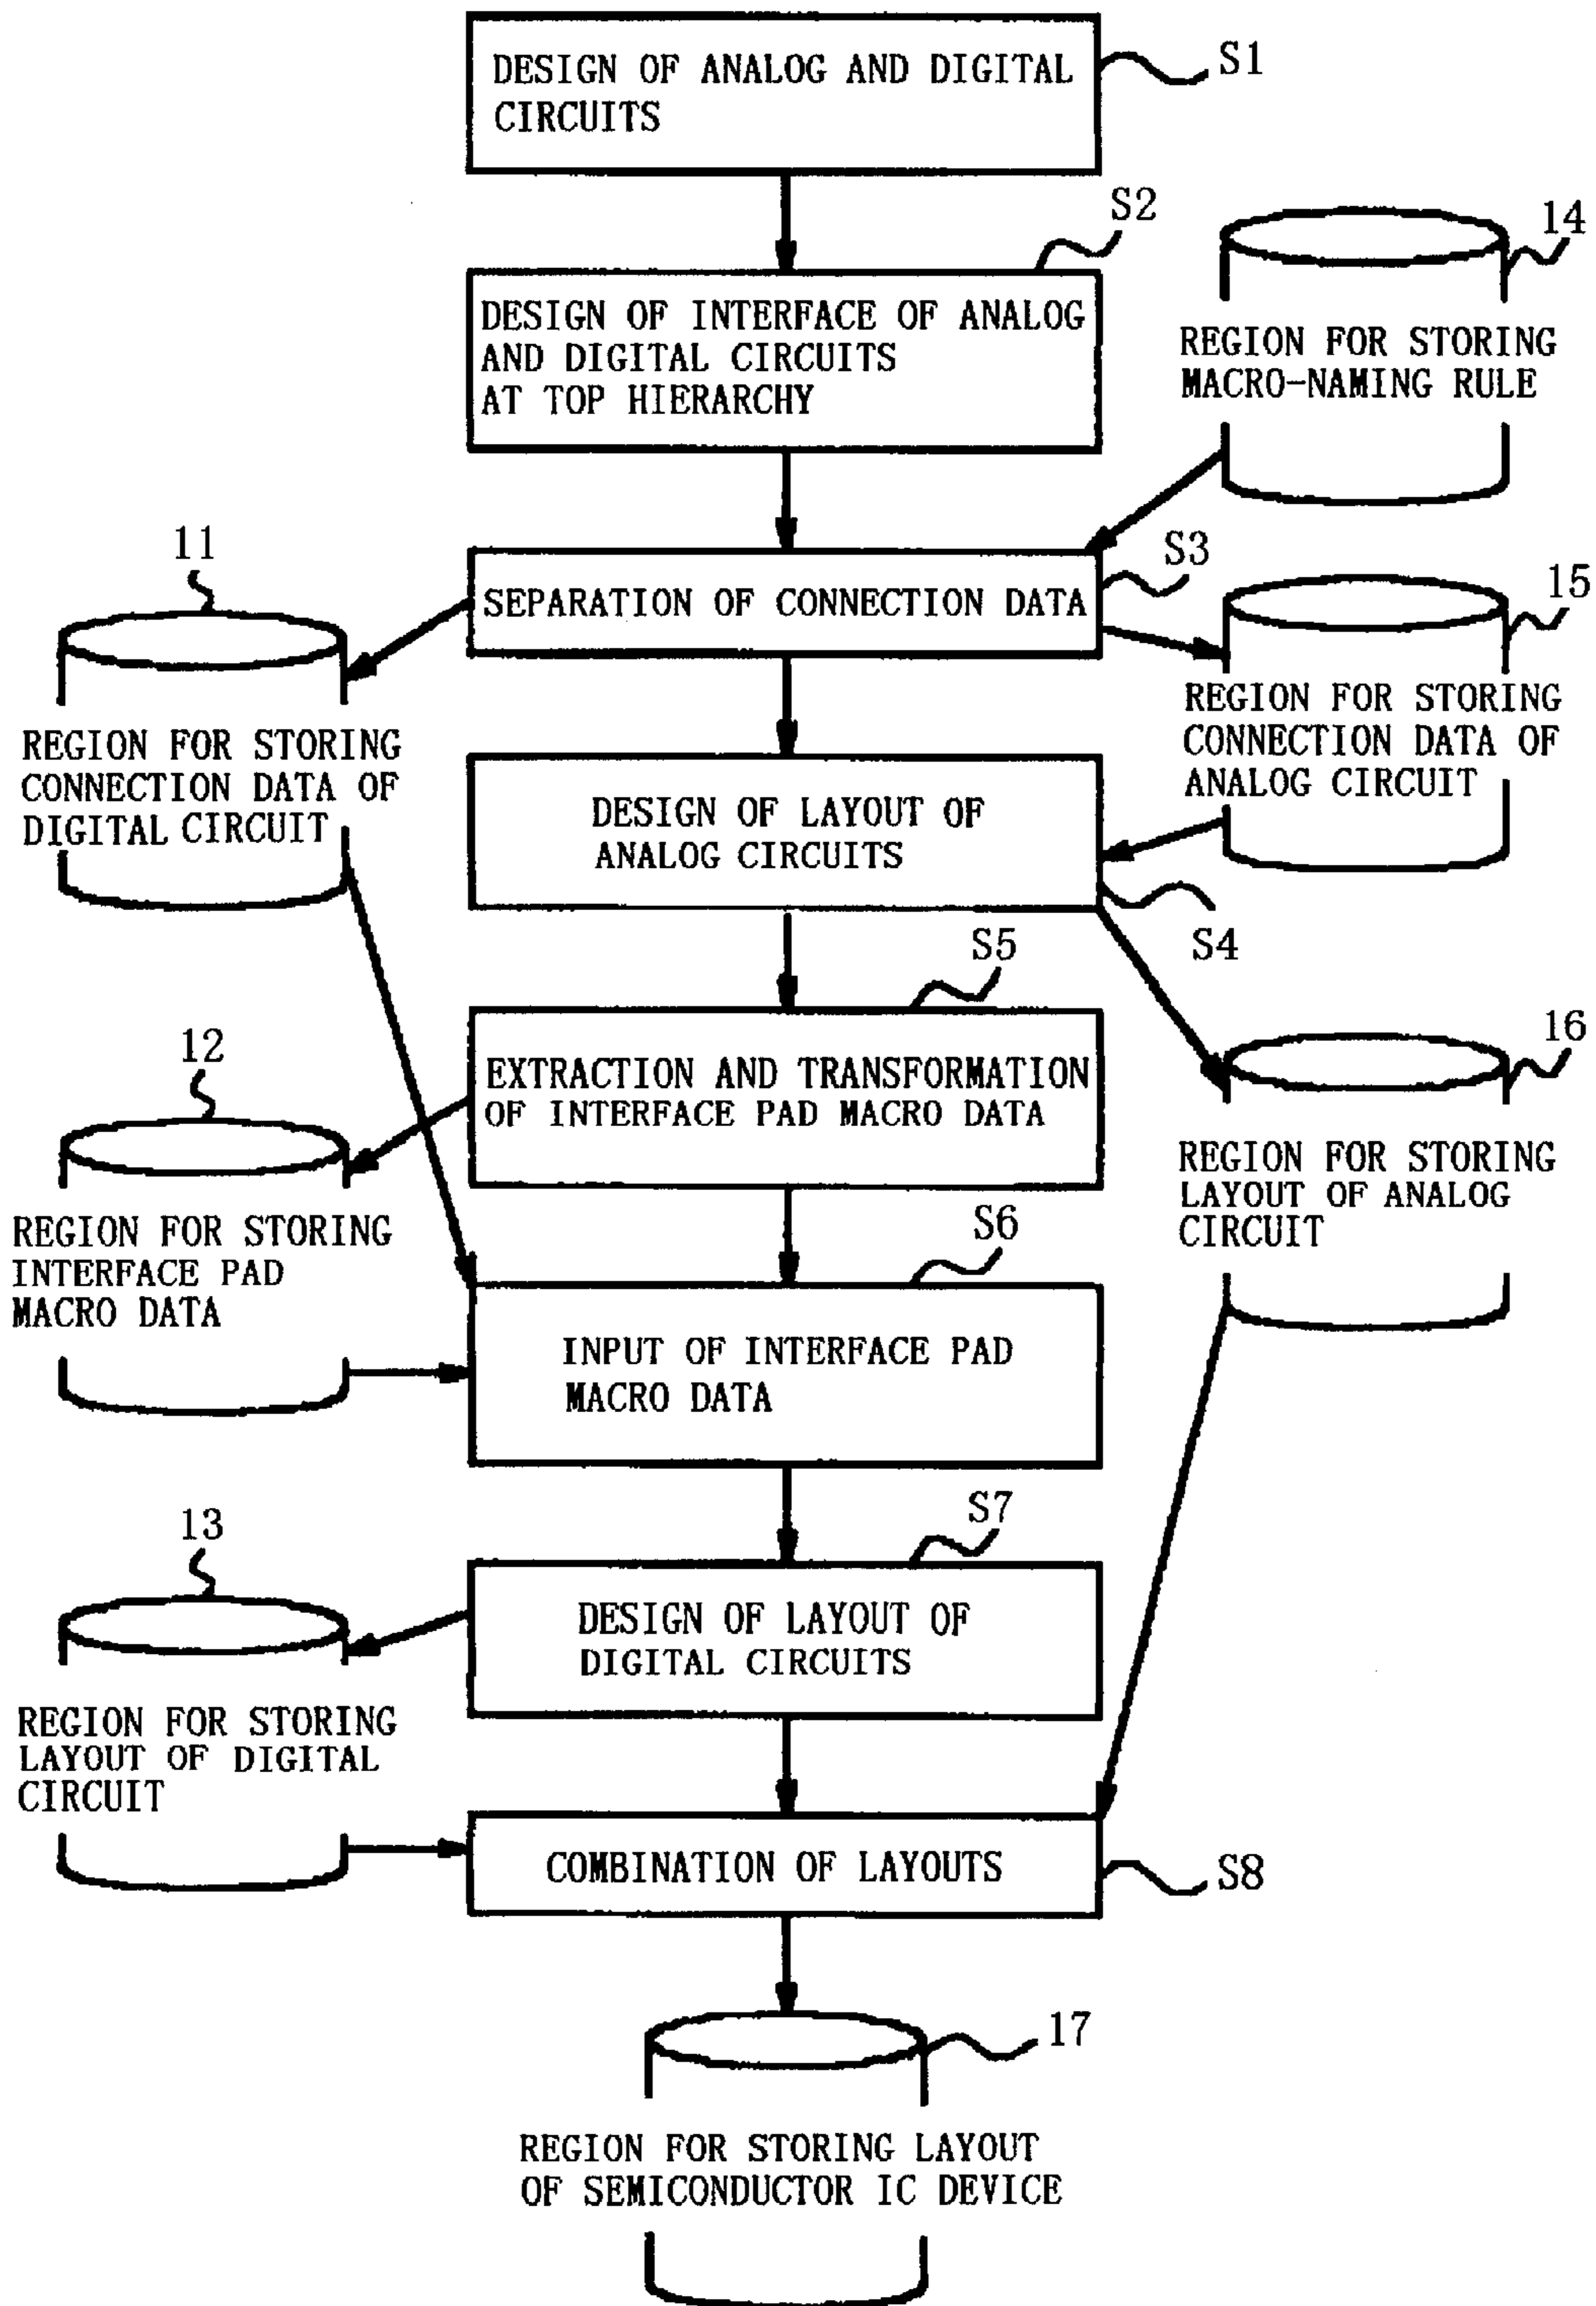 DESIGN OF ANALOG AND DIGITAL
CIRCUITS
S1
S2
DESIGN OF INTERFACE OF ANALOG
AND DIGITAL CIRCUITS
AT TOP HIERARCHY
14
REGION FOR STORING
MACRO-NAMING RULE
11
SEPARATION OF CONNECTION DATA
S3
15
REGION FOR STORING
CONNECTION DATA OF
DIGITAL CIRCUIT
REGION FOR STORING
CONNECTION DATA OF
ANALOG CIRCUIT
DESIGN OF LAYOUT OF
ANALOG CIRCUITS
S4
S5
12
EXTRACTION AND TRANSFORMATION
OF INTERFACE PAD MACRO DATA
16
REGION FOR STORING
LAYOUT OF ANALOG
CIRCUIT
REGION FOR STORING
INTERFACE PAD
MACRO DATA
S6
INPUT OF INTERFACE PAD
MACRO DATA
13
S7
DESIGN OF LAYOUT OF
DIGITAL CIRCUITS
REGION FOR STORING
LAYOUT OF DIGITAL
CIRCUIT
COMBINATION OF LAYOUTS
S8
17
REGION FOR STORING LAYOUT
OF SEMICONDUCTOR IC DEVICE